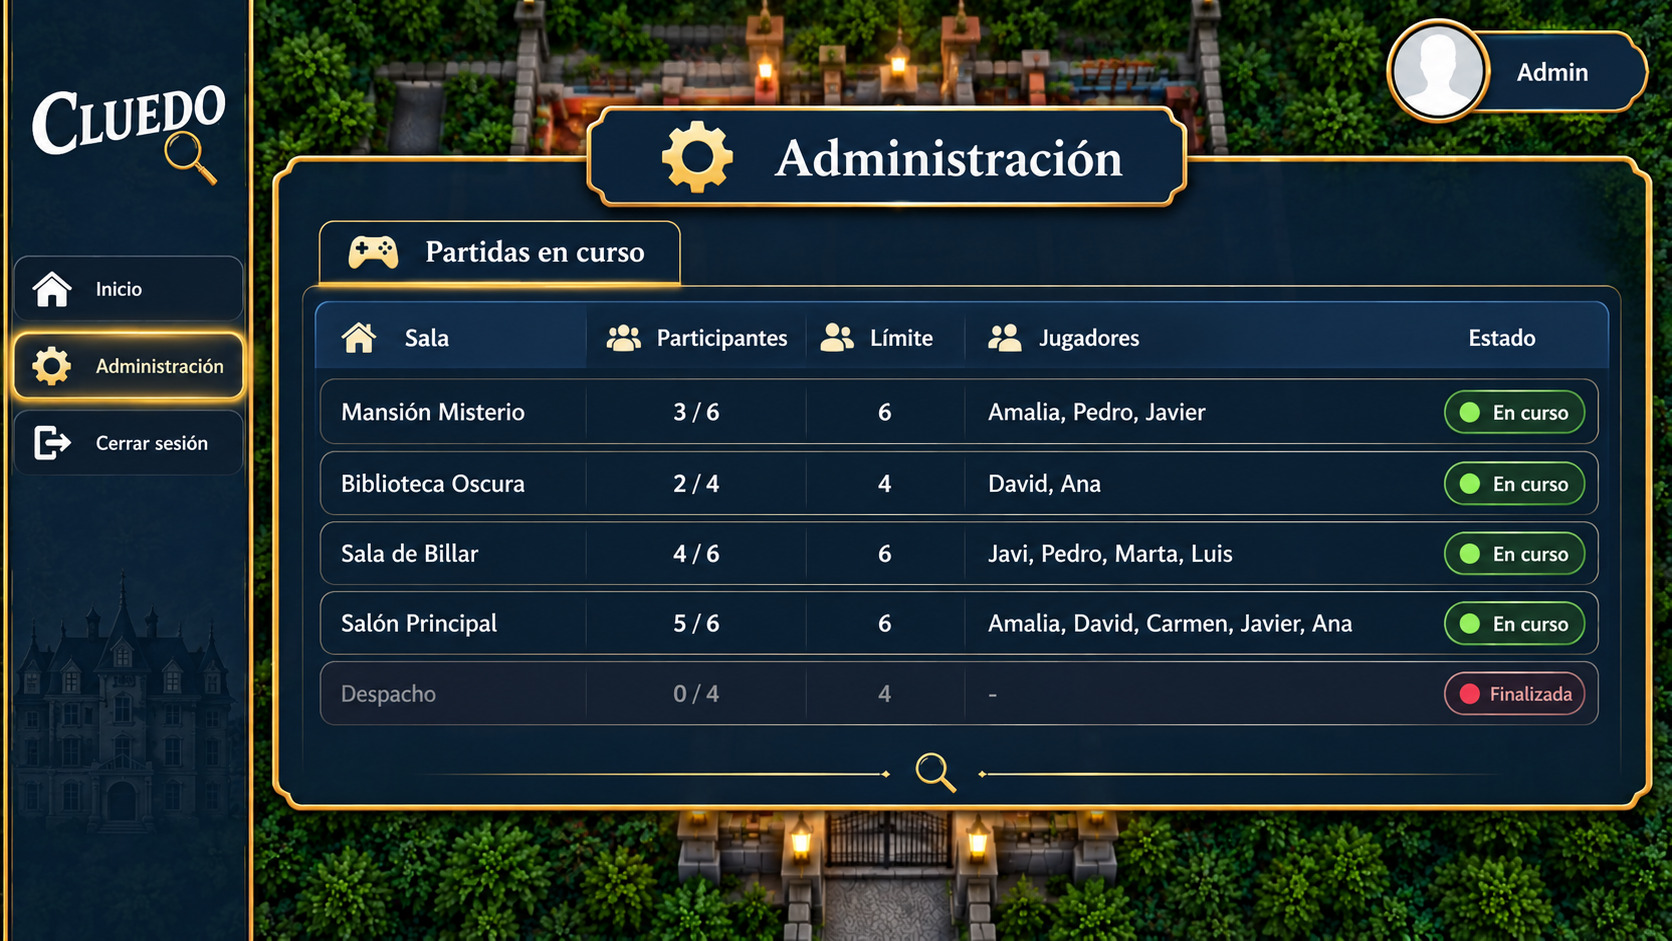 CLUEDO
Admin
Administración
Inicio
Administración
Cerrar sesión
Partidas en curso
Sala Participantes Límite Jugadores Estado
Mansión Misterio 3 / 6 6 Amalia, Pedro, Javier En curso
Biblioteca Oscura 2 / 4 4 David, Ana En curso
Sala de Billar 4 / 6 6 Javi, Pedro, Marta, Luis En curso
Salón Principal 5 / 6 6 Amalia, David, Carmen, Javier, Ana En curso
Despacho 0 / 4 4 - Finalizada